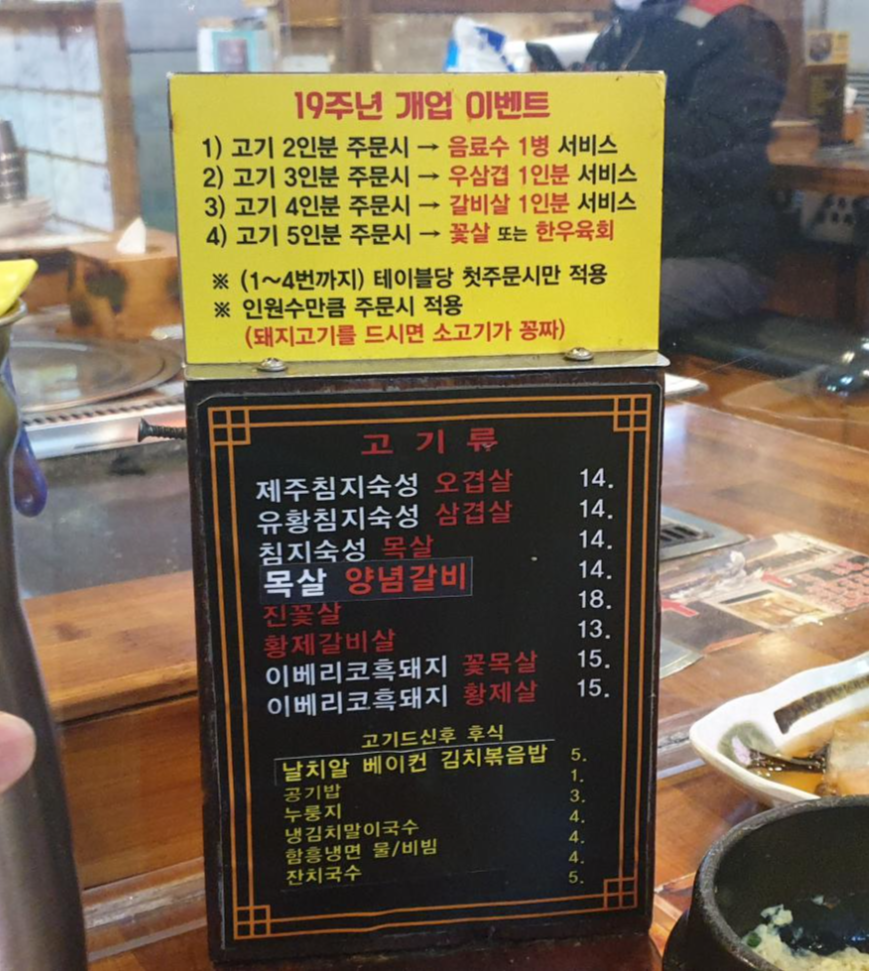 19주년 개업 이벤트
1) 고기 2인분 주문시 → 음료수 1병 서비스
2) 고기 3인분 주문시 → 우삼겹 1인분 서비스
3) 고기 4인분 주문시 → 갈비살 1인분 서비스
4) 고기 5인분 주문시 → 꽃살 또는 한우육회
※ (1~4번까지) 테이블당 첫주문시만 적용
※ 인원수만큼 주문시 적용
(돼지고기를 드시면 소고기가 꽁짜)
고기류
제주침지숙성 오겹살 14.
유황침지숙성 삼겹살 14.
침지숙성 목살 14.
목살 양념갈비 14.
진꽃살 18.
황제갈비살 13.
이베리코흑돼지 꽃목살 15.
이베리코흑돼지 황제살 15.
고기드신후 후식
날치알 베이컨 김치볶음밥 5.
공기밥 1.
누룽지 3.
냉김치말이국수 4.
함흥냉면 물/비빔 4.
잔치국수 4.
5.